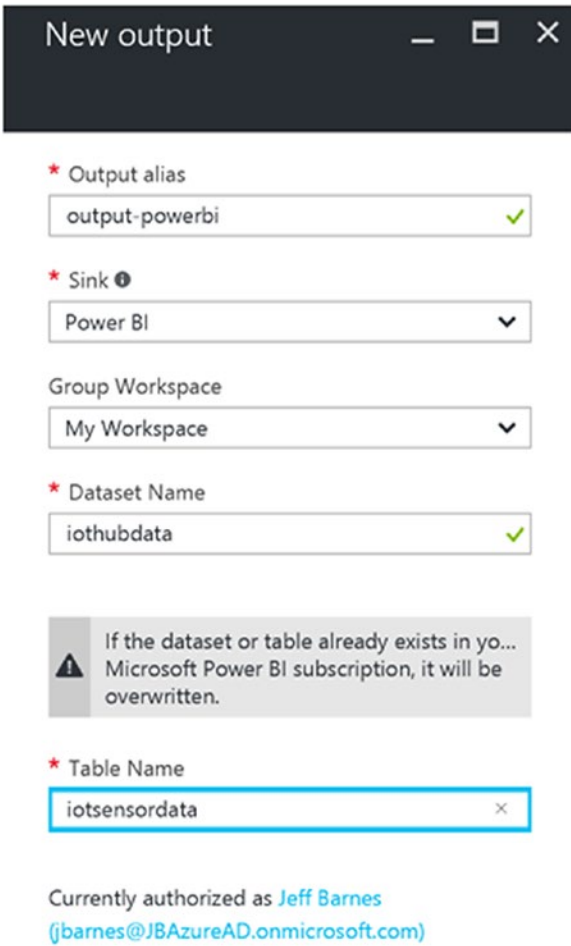 New output
* Output alias
output-powerbi
* Sink
Power BI
Group Workspace
My Workspace
* Dataset Name
iothubdata
If the dataset or table already exists in yo...
Microsoft Power BI subscription, it will be
overwritten.
* Table Name
iotsensordata
Currently authorized as Jeff Barnes
(jbarnes@JBAzureAD.onmicrosoft.com)